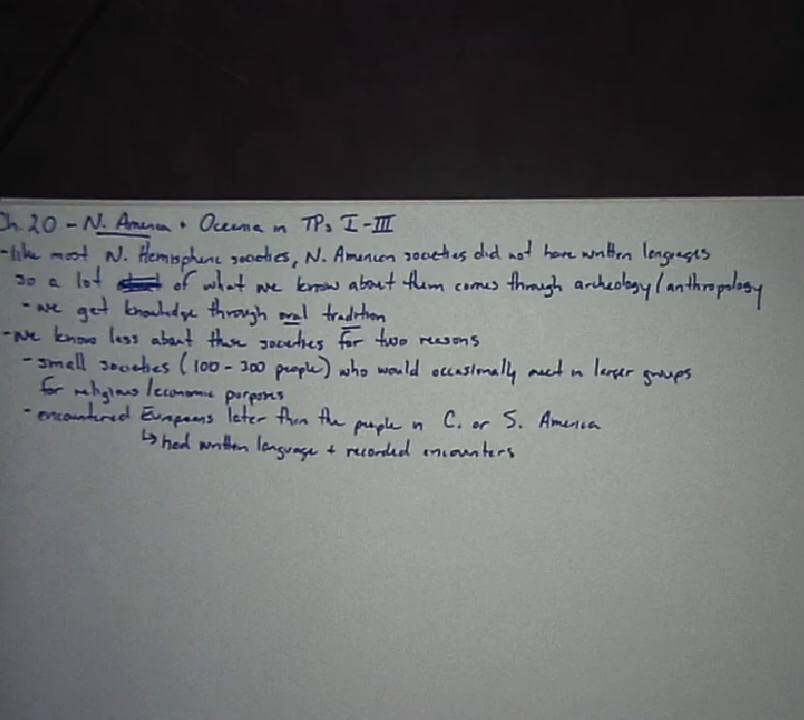 Ch. 20 - N. America + Oceania in TPs I-III
- like most N. Hemisphere societies, N. American societies did not have written languages
so a lot of what we know about them comes through archeology/anthropology
- we get knowledge through oral tradition
- we know less about these societies for two reasons
- small societies (100-300 people) who would occasionally meet in larger groups
for religious/economic purposes
- encountered Europeans later than the people in C. or S. America
↳ had written language + recorded encounters